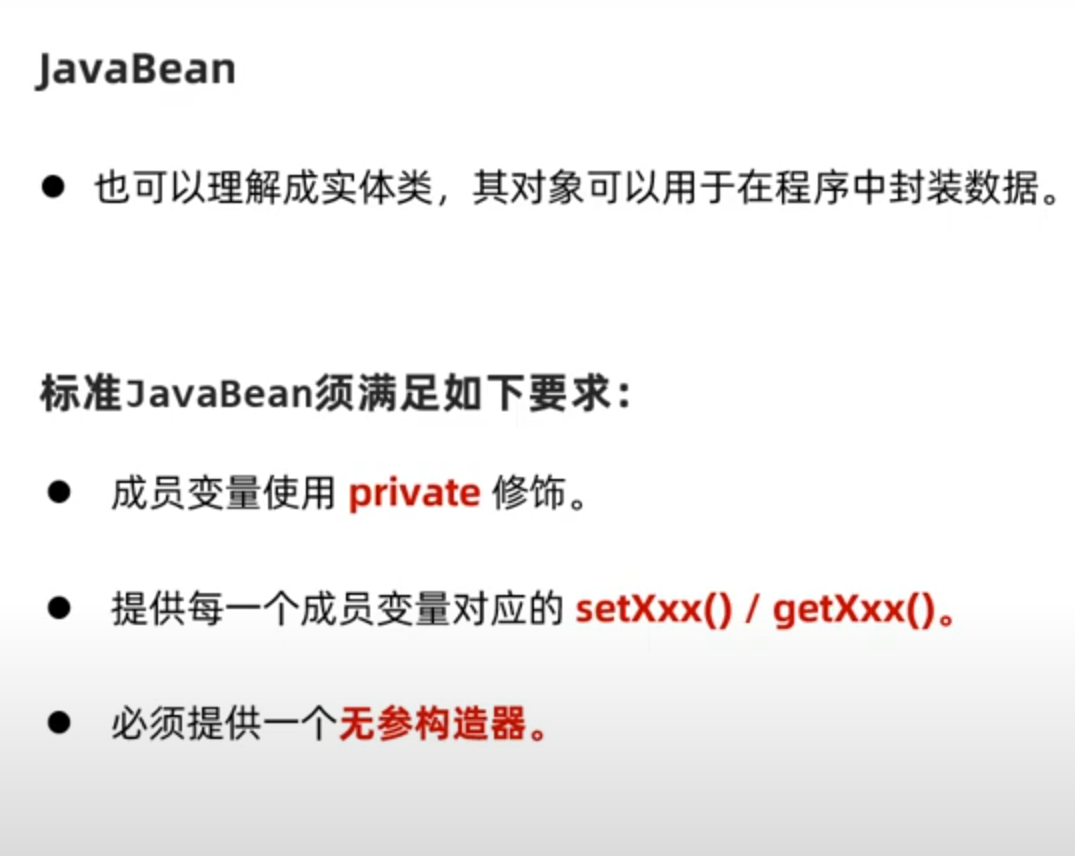 JavaBean
● 也可以理解成实体类，其对象可以用于在程序中封装数据。
标准JavaBean须满足如下要求：
● 成员变量使用 private 修饰。
● 提供每一个成员变量对应的 setXxx() / getXxx()。
● 必须提供一个无参构造器。